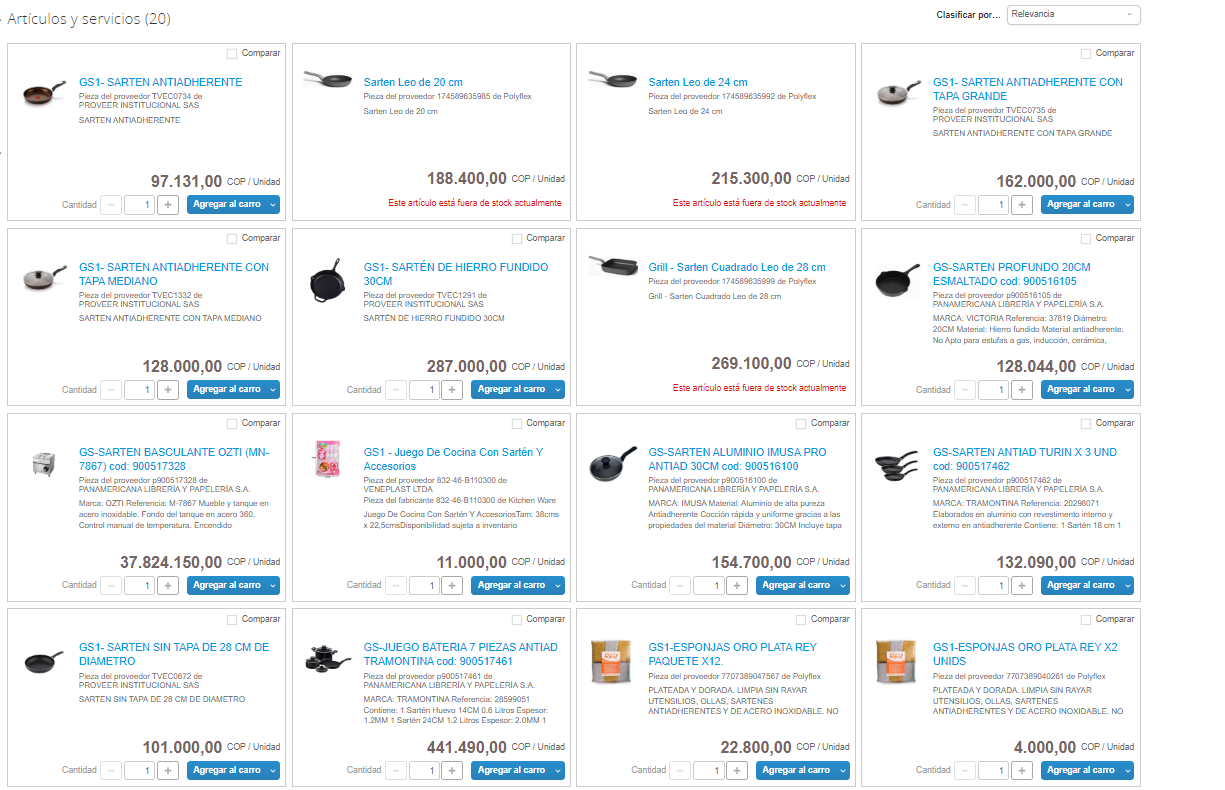 Artículos y servicios (20)
Clasificar por...
Relevancia
Comparar
GS1- SARTEN ANTIADHERENTE
Pieza del proveedor TVEC0734 de
PROVEER INSTITUCIONAL SAS
SARTEN ANTIADHERENTE
97.131,00 COP / Unidad
Cantidad − 1 + Agregar al carro
Sarten Leo de 20 cm
Pieza del proveedor 174589635985 de Polyflex
Sarten Leo de 20 cm
188.400,00 COP / Unidad
Este artículo está fuera de stock actualmente
Sarten Leo de 24 cm
Pieza del proveedor 174589635992 de Polyflex
Sarten Leo de 24 cm
215.300,00 COP / Unidad
Este artículo está fuera de stock actualmente
Comparar
GS1- SARTEN ANTIADHERENTE CON
TAPA GRANDE
Pieza del proveedor TVEC0735 de
PROVEER INSTITUCIONAL SAS
SARTEN ANTIADHERENTE CON TAPA GRANDE
162.000,00 COP / Unidad
Cantidad − 1 + Agregar al carro
Comparar
GS1- SARTEN ANTIADHERENTE CON
TAPA MEDIANO
Pieza del proveedor TVEC1332 de
PROVEER INSTITUCIONAL SAS
SARTEN ANTIADHERENTE CON TAPA MEDIANO
128.000,00 COP / Unidad
Cantidad − 1 + Agregar al carro
Comparar
GS1- SARTÉN DE HIERRO FUNDIDO
30CM
Pieza del proveedor TVEC1291 de
PROVEER INSTITUCIONAL SAS
SARTÉN DE HIERRO FUNDIDO 30CM
287.000,00 COP / Unidad
Cantidad − 1 + Agregar al carro
Grill - Sarten Cuadrado Leo de 28 cm
Pieza del proveedor 174589635999 de Polyflex
Grill - Sarten Cuadrado Leo de 28 cm
269.100,00 COP / Unidad
Este artículo está fuera de stock actualmente
Comparar
GS-SARTEN PROFUNDO 20CM
ESMALTADO cod: 900516105
Pieza del proveedor p900516105 de
PANAMERICANA LIBRERÍA Y PAPELERÍA S.A.
MARCA: VICTORIA Referencia: 37819 Diámetro:
20CM Material: Hierro fundido Material antiadherente:
No Apto para estufas a gas, inducción, cerámica,
128.044,00 COP / Unidad
Cantidad − 1 + Agregar al carro
Comparar
GS-SARTEN BASCULANTE OZTI (MN-
7867) cod: 900517328
Pieza del proveedor p900517328 de
PANAMERICANA LIBRERÍA Y PAPELERÍA S.A.
Marca: OZTI Referencia: M-7867 Mueble y tanque en
acero inoxidable. Fondo del tanque en acero 360.
Control manual de temperatura. Encendido
37.824.150,00 COP / Unidad
Cantidad − 1 + Agregar al carro
Comparar
GS1 - Juego De Cocina Con Sartén Y
Accesorios
Pieza del proveedor 832-46-B110300 de
VENEPLAST LTDA
Pieza del fabricante 832-46-B110300 de Kitchen Ware
Juego De Cocina Con Sartén Y AccesoriosTam: 38cms
x 22,5cmsDisponibilidad sujeta a inventario
11.000,00 COP / Unidad
Cantidad − 1 + Agregar al carro
Comparar
GS-SARTEN ALUMINIO IMUSA PRO
ANTIAD 30CM cod: 900516100
Pieza del proveedor p900516100 de
PANAMERICANA LIBRERÍA Y PAPELERÍA S.A.
MARCA: IMUSA Material: Aluminio de alta pureza
Antiadherente Cocción rápida y uniforme gracias a las
propiedades del material Diámetro: 30CM Incluye tapa
154.700,00 COP / Unidad
Cantidad − 1 + Agregar al carro
Comparar
GS-SARTEN ANTIAD TURIN X 3 UND
cod: 900517462
Pieza del proveedor p900517462 de
PANAMERICANA LIBRERÍA Y PAPELERÍA S.A.
MARCA: TRAMONTINA Referencia: 20298071
Elaborados en aluminio con revestimiento interno y
externo en antiadherente Contiene: 1 Sartén 18 cm 1
132.090,00 COP / Unidad
Cantidad − 1 + Agregar al carro
Comparar
GS1- SARTEN SIN TAPA DE 28 CM DE
DIAMETRO
Pieza del proveedor TVEC0672 de
PROVEER INSTITUCIONAL SAS
SARTEN SIN TAPA DE 28 CM DE DIAMETRO
101.000,00 COP / Unidad
Cantidad − 1 + Agregar al carro
Comparar
GS-JUEGO BATERIA 7 PIEZAS ANTIAD
TRAMONTINA cod: 900517461
Pieza del proveedor p900517461 de
PANAMERICANA LIBRERÍA Y PAPELERÍA S.A.
MARCA: TRAMONTINA Referencia: 28599051
Contiene: 1 Sartén Huevo 14CM 0.6 Litros Espesor:
1.2MM 1 Sartén 24CM 1.2 Litros Espesor: 2.0MM 1
441.490,00 COP / Unidad
Cantidad − 1 + Agregar al carro
Comparar
GS1-ESPONJAS ORO PLATA REY
PAQUETE X12.
Pieza del proveedor 7707389047567 de Polyflex
PLATEADA Y DORADA. LIMPIA SIN RAYAR
UTENSILIOS, OLLAS, SARTENES
ANTIADHERENTES Y DE ACERO INOXIDABLE. NO
22.800,00 COP / Unidad
Cantidad − 1 + Agregar al carro
Comparar
GS1-ESPONJAS ORO PLATA REY X2
UNIDS
Pieza del proveedor 7707389040261 de Polyflex
PLATEADA Y DORADA. LIMPIA SIN RAYAR
UTENSILIOS, OLLAS, SARTENES
ANTIADHERENTES Y DE ACERO INOXIDABLE. NO
4.000,00 COP / Unidad
Cantidad − 1 + Agregar al carro